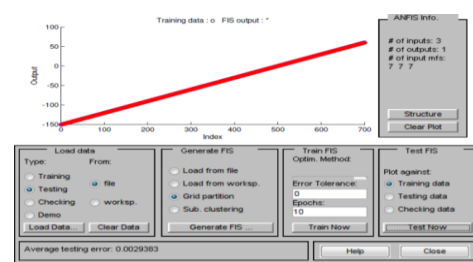 Training data : o   FIS output : *
ANFIS Info.
100
50
0
-50
-100
-150
Output
0 100 200 300 400 500 600 700
Index
# of inputs: 3
# of outputs: 1
# of input mfs:
7 7 7
Structure
Clear Plot
Load data
Type: From:
Training
Testing
Checking
Demo
file
worksp.
Load Data...
Clear Data
Generate FIS
Load from file
Load from worksp.
Grid partition
Sub. clustering
Generate FIS ...
Train FIS
Optim. Method:
Error Tolerance:
0
Epochs:
10
Train Now
Test FIS
Plot against:
Training data
Testing data
Checking data
Test Now
Average testing error: 0.0029383
Help
Close